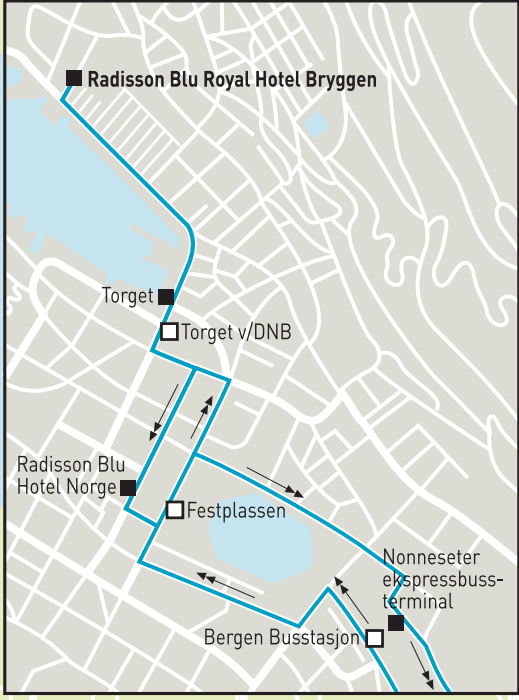 Radisson Blu Royal Hotel Bryggen
Torget
Torget v/DNB
Radisson Blu
Hotel Norge
Festplassen
Nonneseter
ekspressbuss-
terminal
Bergen Busstasjon